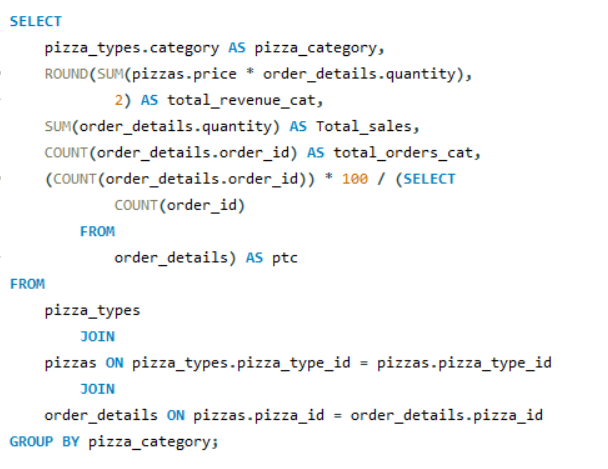 SELECT
pizza_types.category AS pizza_category,
ROUND(SUM(pizzas.price * order_details.quantity),
2) AS total_revenue_cat,
SUM(order_details.quantity) AS Total_sales,
COUNT(order_details.order_id) AS total_orders_cat,
(COUNT(order_details.order_id)) * 100 / (SELECT
COUNT(order_id)
FROM
order_details) AS ptc
FROM
pizza_types
JOIN
pizzas ON pizza_types.pizza_type_id = pizzas.pizza_type_id
JOIN
order_details ON pizzas.pizza_id = order_details.pizza_id
GROUP BY pizza_category;